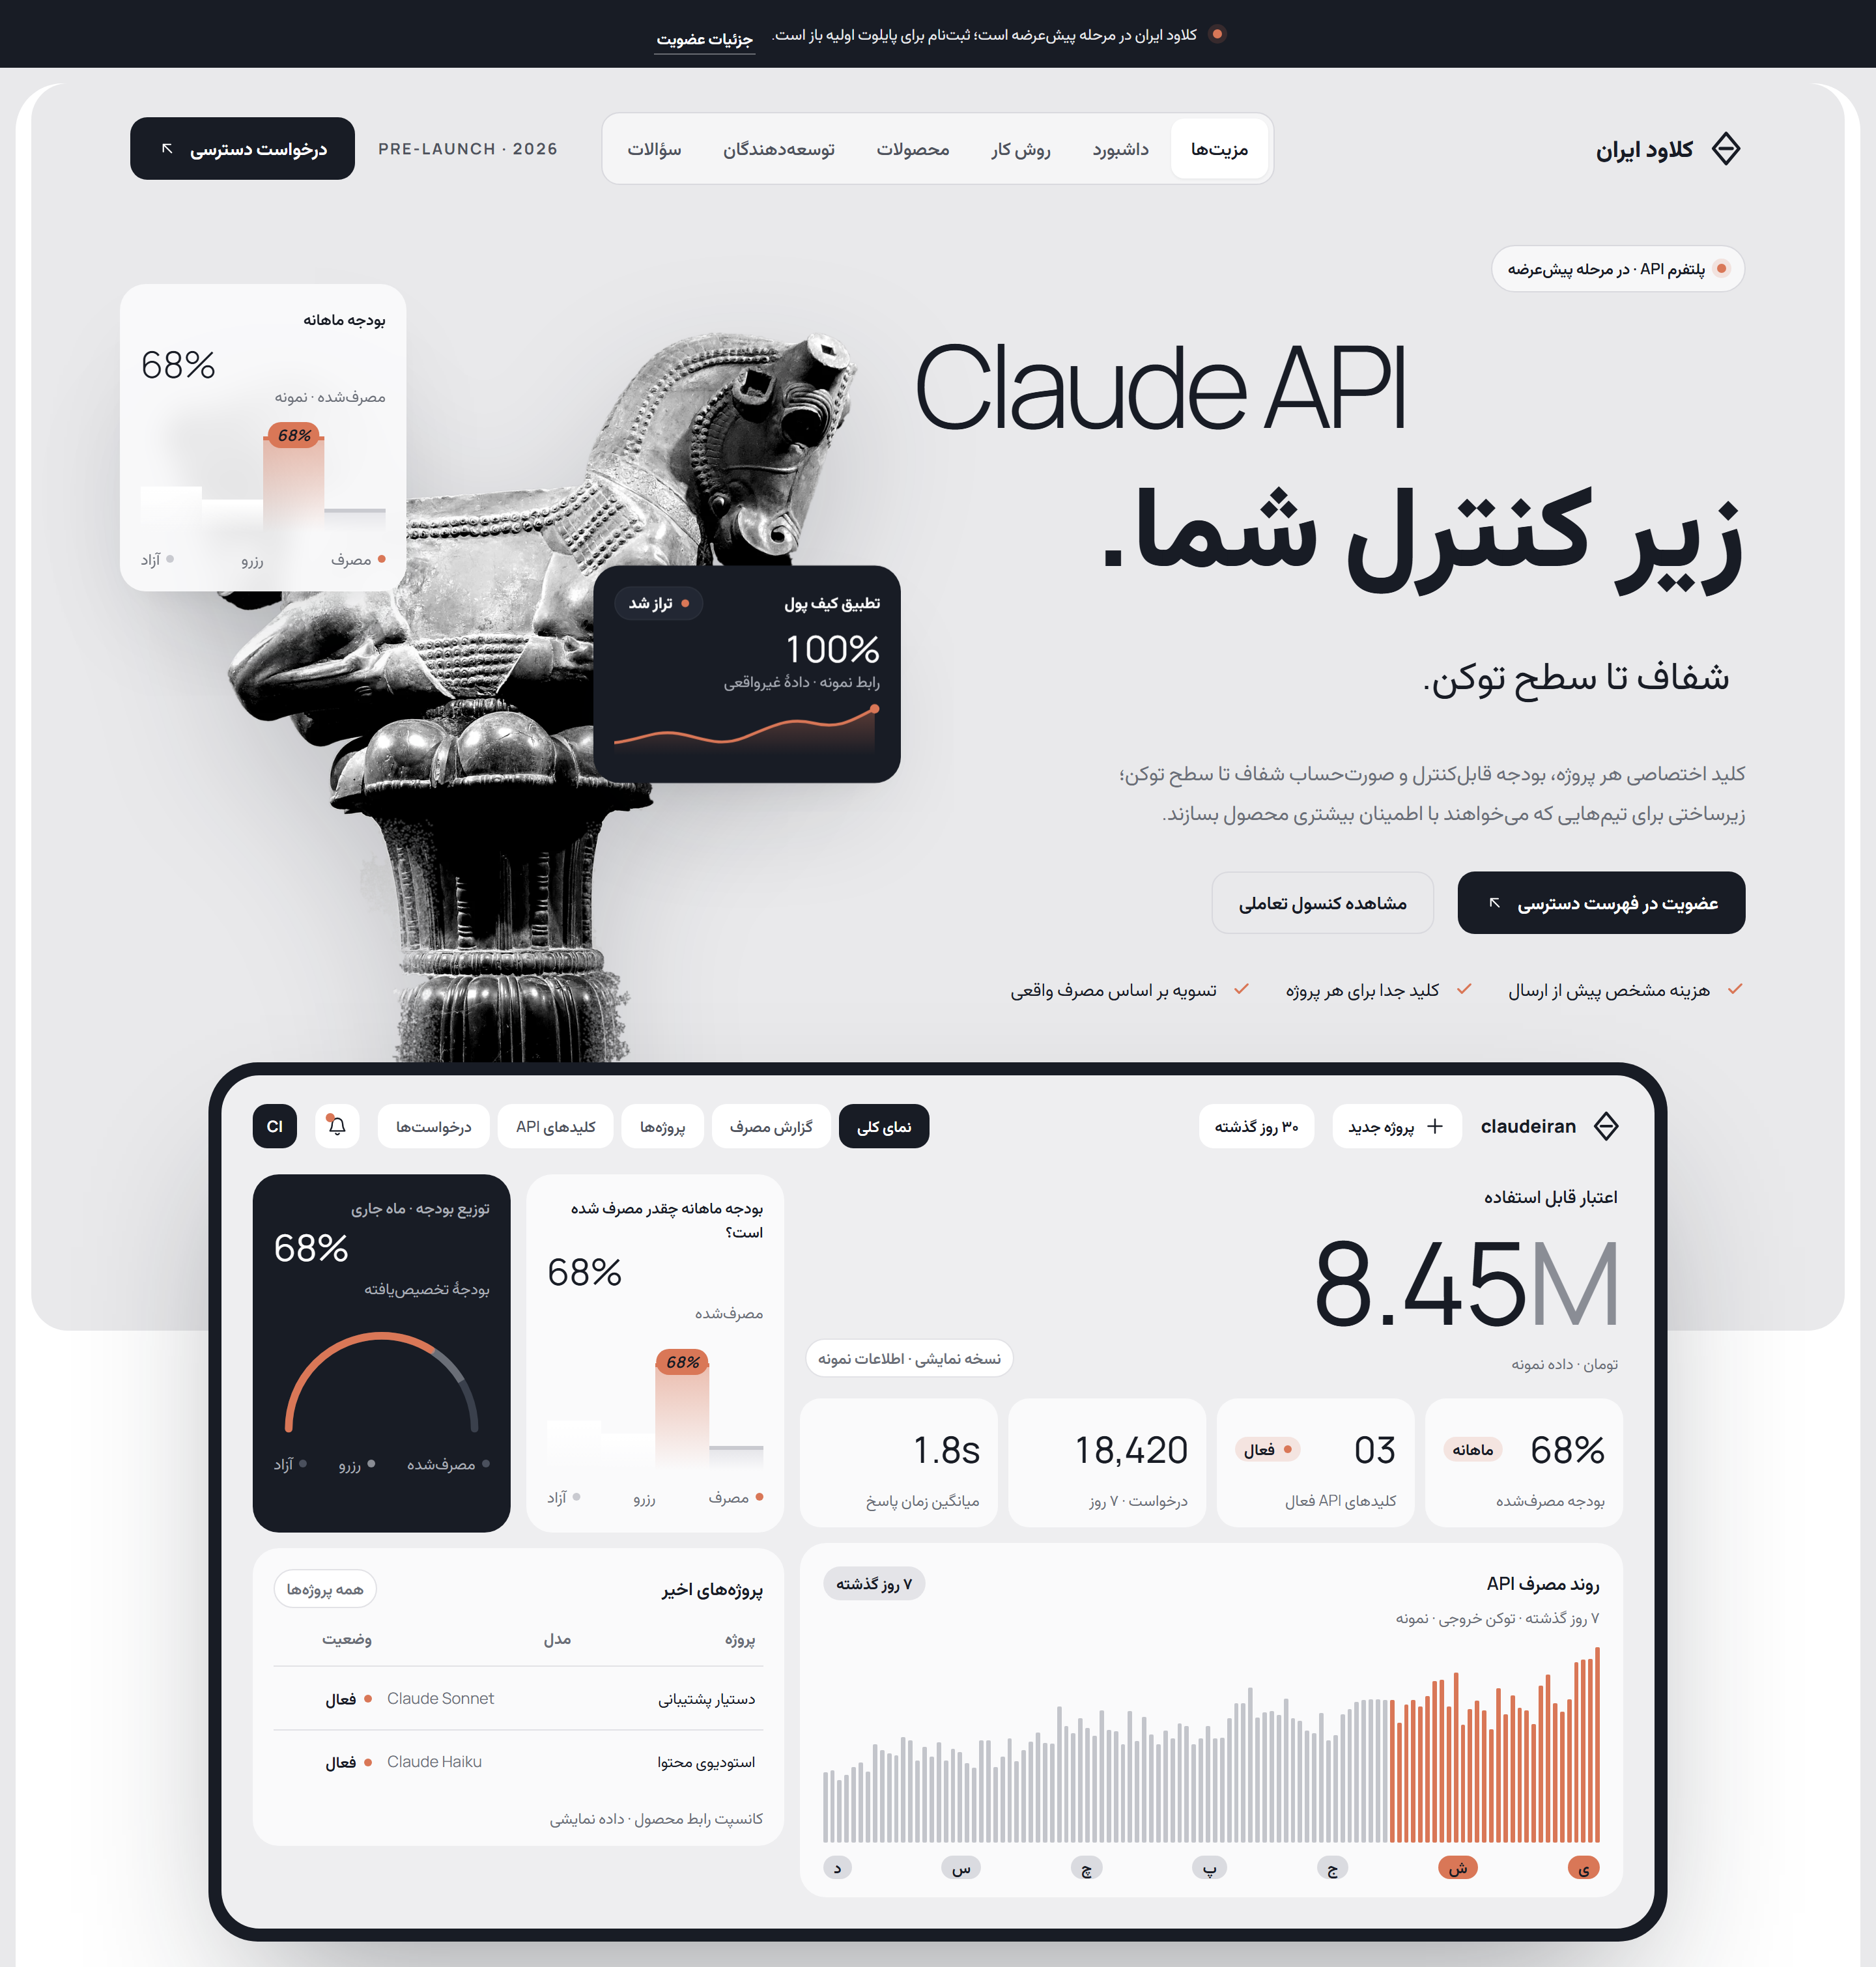 کلاود ایران در مرحله پیش‌عرضه است؛ ثبت‌نام برای پایلوت اولیه باز است. جزئیات عضویت
کلاود ایران
مزیت‌ها داشبورد روش کار محصولات توسعه‌دهندگان سؤالات
PRE-LAUNCH · 2026
درخواست دسترسی
پلتفرم API · در مرحله پیش‌عرضه
Claude API
زیر کنترل شما.
شفاف تا سطح توکن.
کلید اختصاصی هر پروژه، بودجه قابل‌کنترل و صورت‌حساب شفاف تا سطح توکن؛
زیرساختی برای تیم‌هایی که می‌خواهند با اطمینان بیشتری محصول بسازند.
عضویت در فهرست دسترسی
مشاهده کنسول تعاملی
هزینه مشخص پیش از ارسال
کلید جدا برای هر پروژه
تسویه بر اساس مصرف واقعی
بودجه ماهانه
68%
مصرف‌شده · نمونه
68%
مصرف رزرو آزاد
تطبیق کیف پول
تراز شد
100%
رابط نمونه · دادهٔ غیرواقعی
claudeiran
پروژه جدید
۳۰ روز گذشته
نمای کلی گزارش مصرف پروژه‌ها کلیدهای API درخواست‌ها
CI
اعتبار قابل استفاده
8.45M
تومان · داده نمونه
نسخه نمایشی · اطلاعات نمونه
68%
ماهانه
بودجه مصرف‌شده
03
فعال
کلیدهای API فعال
18,420
درخواست · ۷ روز
1.8s
میانگین زمان پاسخ
روند مصرف API
۷ روز گذشته
۷ روز گذشته · توکن خروجی · نمونه
ی ش ج پ چ س د
بودجه ماهانه چقدر مصرف شده
است؟
68%
مصرف‌شده
68%
مصرف رزرو آزاد
توزیع بودجه · ماه جاری
68%
بودجهٔ تخصیص‌یافته
مصرف‌شده رزرو آزاد
پروژه‌های اخیر
همه پروژه‌ها
پروژه مدل وضعیت
دستیار پشتیبانی Claude Sonnet فعال
استودیوی محتوا Claude Haiku فعال
کانسپت رابط محصول · داده نمایشی